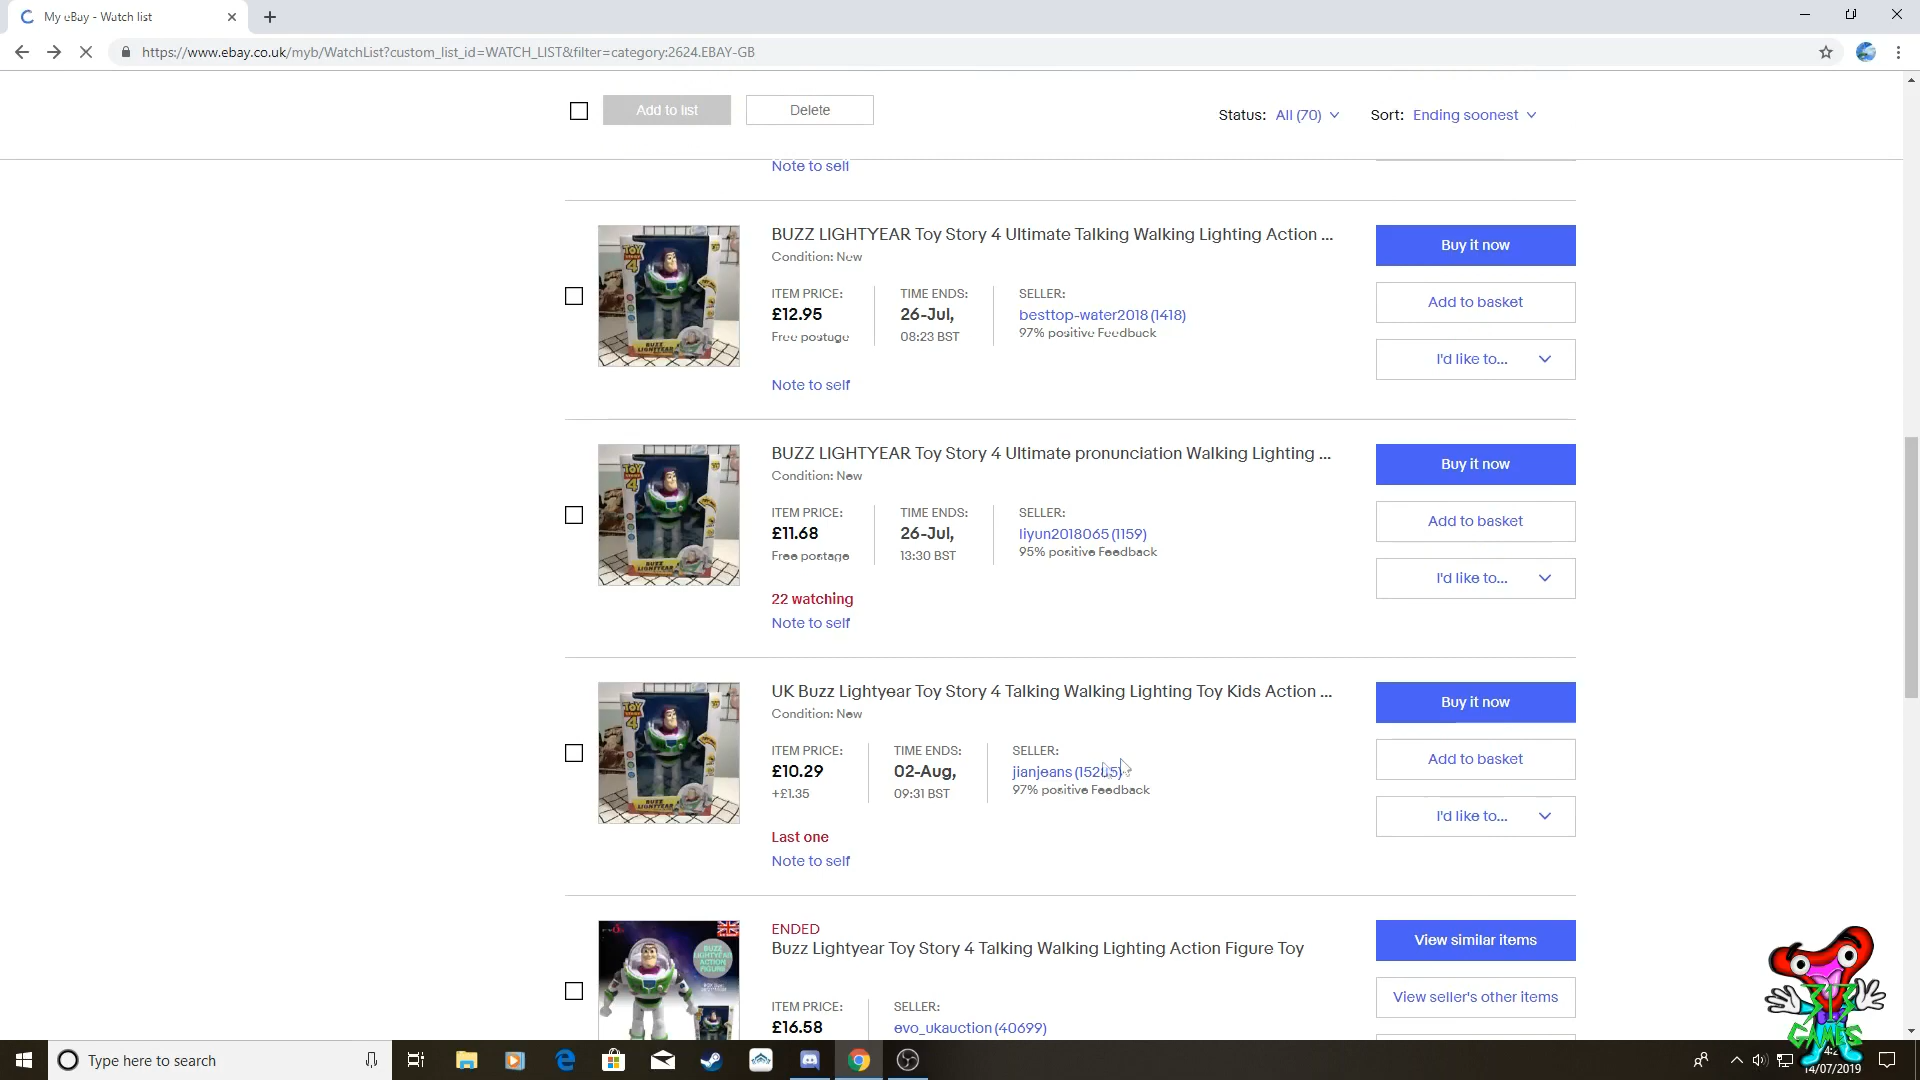 My eBay - Watch list
https://www.ebay.co.uk/myb/WatchList?custom_list_id=WATCH_LIST&filter=category:2624.EBAY-GB
Add to list
Delete
Status: All (70)
Sort: Ending soonest
Note to self
BUZZ LIGHTYEAR Toy Story 4 Ultimate Talking Walking Lighting Action ...
Condition: New
ITEM PRICE:
£12.95
Free postage
TIME ENDS:
26-Jul,
08:23 BST
SELLER:
besttop-water2018 (1418)
97% positive Feedback
Note to self
Buy it now
Add to basket
I'd like to...
BUZZ LIGHTYEAR Toy Story 4 Ultimate pronunciation Walking Lighting ...
Condition: New
ITEM PRICE:
£11.68
Free postage
TIME ENDS:
26-Jul,
13:30 BST
SELLER:
liyun2018065 (1159)
95% positive Feedback
22 watching
Note to self
Buy it now
Add to basket
I'd like to...
UK Buzz Lightyear Toy Story 4 Talking Walking Lighting Toy Kids Action ...
Condition: New
ITEM PRICE:
£10.29
+£1.35
TIME ENDS:
02-Aug,
09:31 BST
SELLER:
jianjeans
97% positive Feedback
Last one
Note to self
Buy it now
Add to basket
I'd like to...
ENDED
Buzz Lightyear Toy Story 4 Talking Walking Lighting Action Figure Toy
ITEM PRICE:
£16.58
SELLER:
evo_ukauction (40699)
View similar items
View seller's other items
BUZZ
LIGHTYEAR
ACTION
FIGURE
313
GAMES
Type here to search
14/07/2019